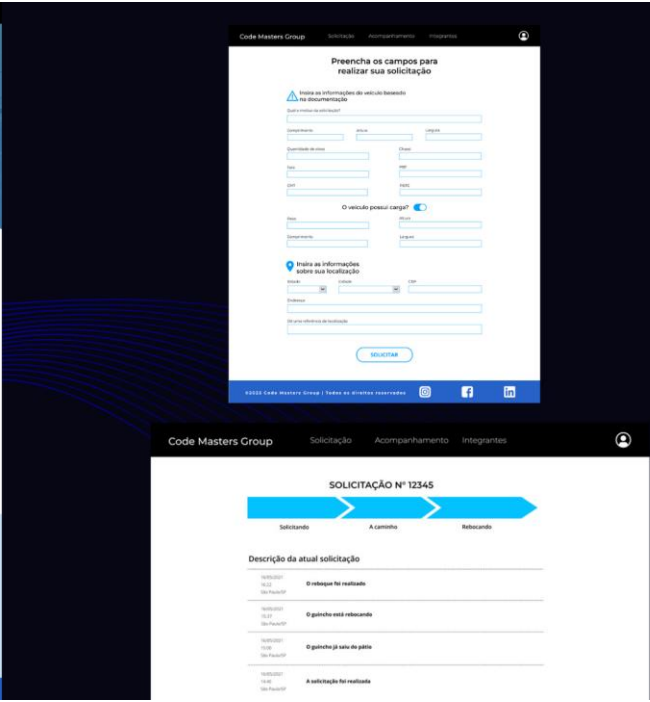 Code Masters Group Solicitação Acompanhamento Integrantes
Preencha os campos para
realizar sua solicitação
Insira as informações do veículo baseado
na documentação
Qual o motivo da solicitação?
Comprimento Altura Largura
Quantidade de eixos Chassi
Tara
CMT
O veículo possui carga?
Peso Altura
Comprimento Largura
Insira as informações
sobre sua localização
Estado Cidade CEP
Endereço
Dê uma referência da localização
SOLICITAR
Code Masters Group | Todos os direitos reservados
Code Masters Group Solicitação Acompanhamento Integrantes
SOLICITAÇÃO Nº 12345
Solicitando A caminho Rebocando
Descrição da atual solicitação
São Paulo/SP
O reboque foi realizado
São Paulo/SP
O guincho está rebocando
São Paulo/SP
O guincho já saiu do pátio
São Paulo/SP
A solicitação foi realizada